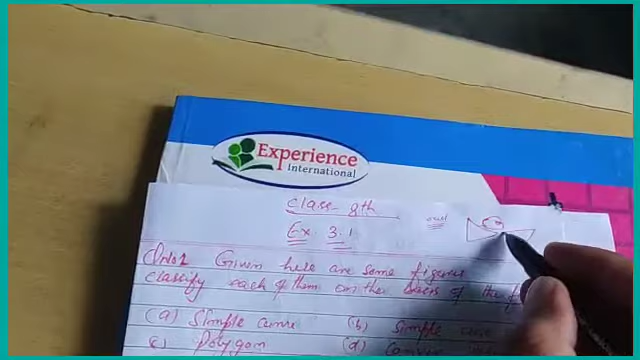 Experience
International
Class - 8th
Ex. 3.1
Given here are some figures
classify each of them on the basis of the
(a) Simple curve (b) Simple
(c) Polygon (d)